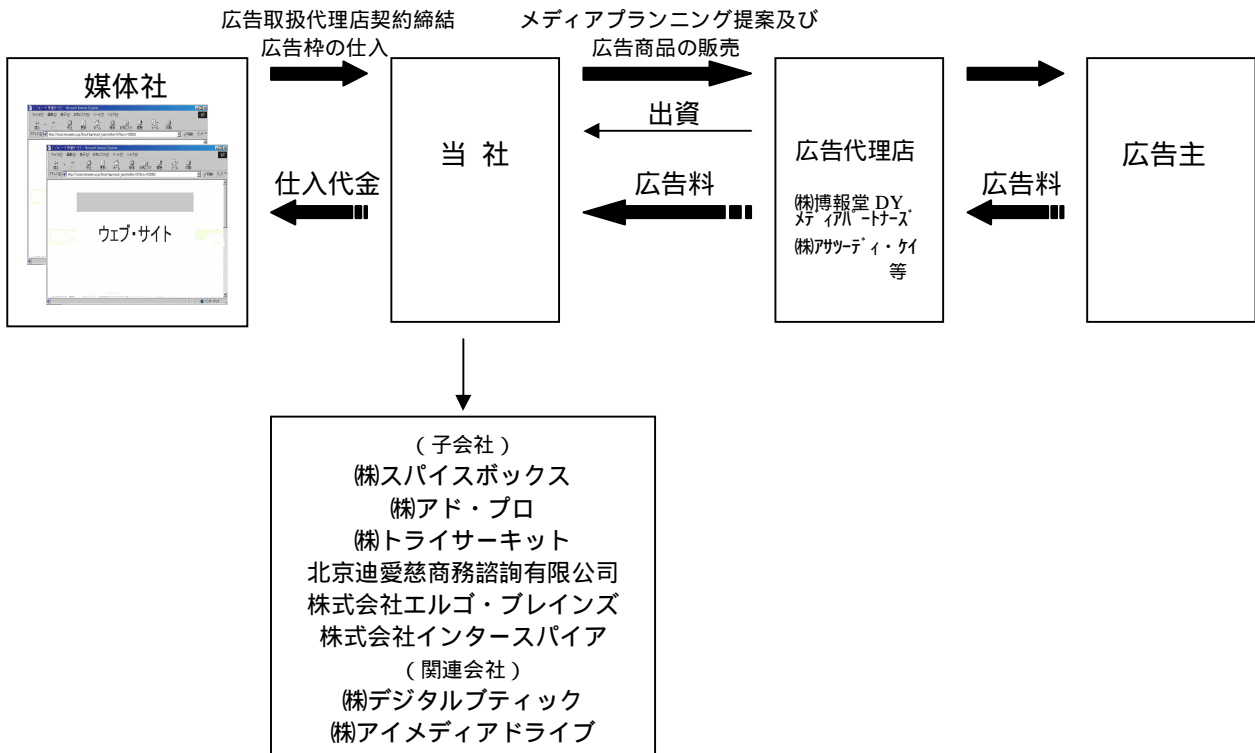 広告取扱代理店契約締結
広告枠の仕入
メディアプランニング提案及び
広告商品の販売
媒体社
ウェブ・サイト
仕入代金
当 社
出資
広告料
広告代理店
㈱博報堂 DY
ﾒﾃﾞｨｱﾊﾟｰﾄﾅｰｽﾞ
㈱ｱｻﾂｰﾃﾞｨ・ｹｲ
等
広告料
広告主
（子会社）
㈱スパイスボックス
㈱アド・プロ
㈱トライサーキット
北京迪愛慈商務諮詢有限公司
株式会社エルゴ・ブレインズ
株式会社インタースパイア
（関連会社）
㈱デジタルブティック
㈱アイメディアドライブ